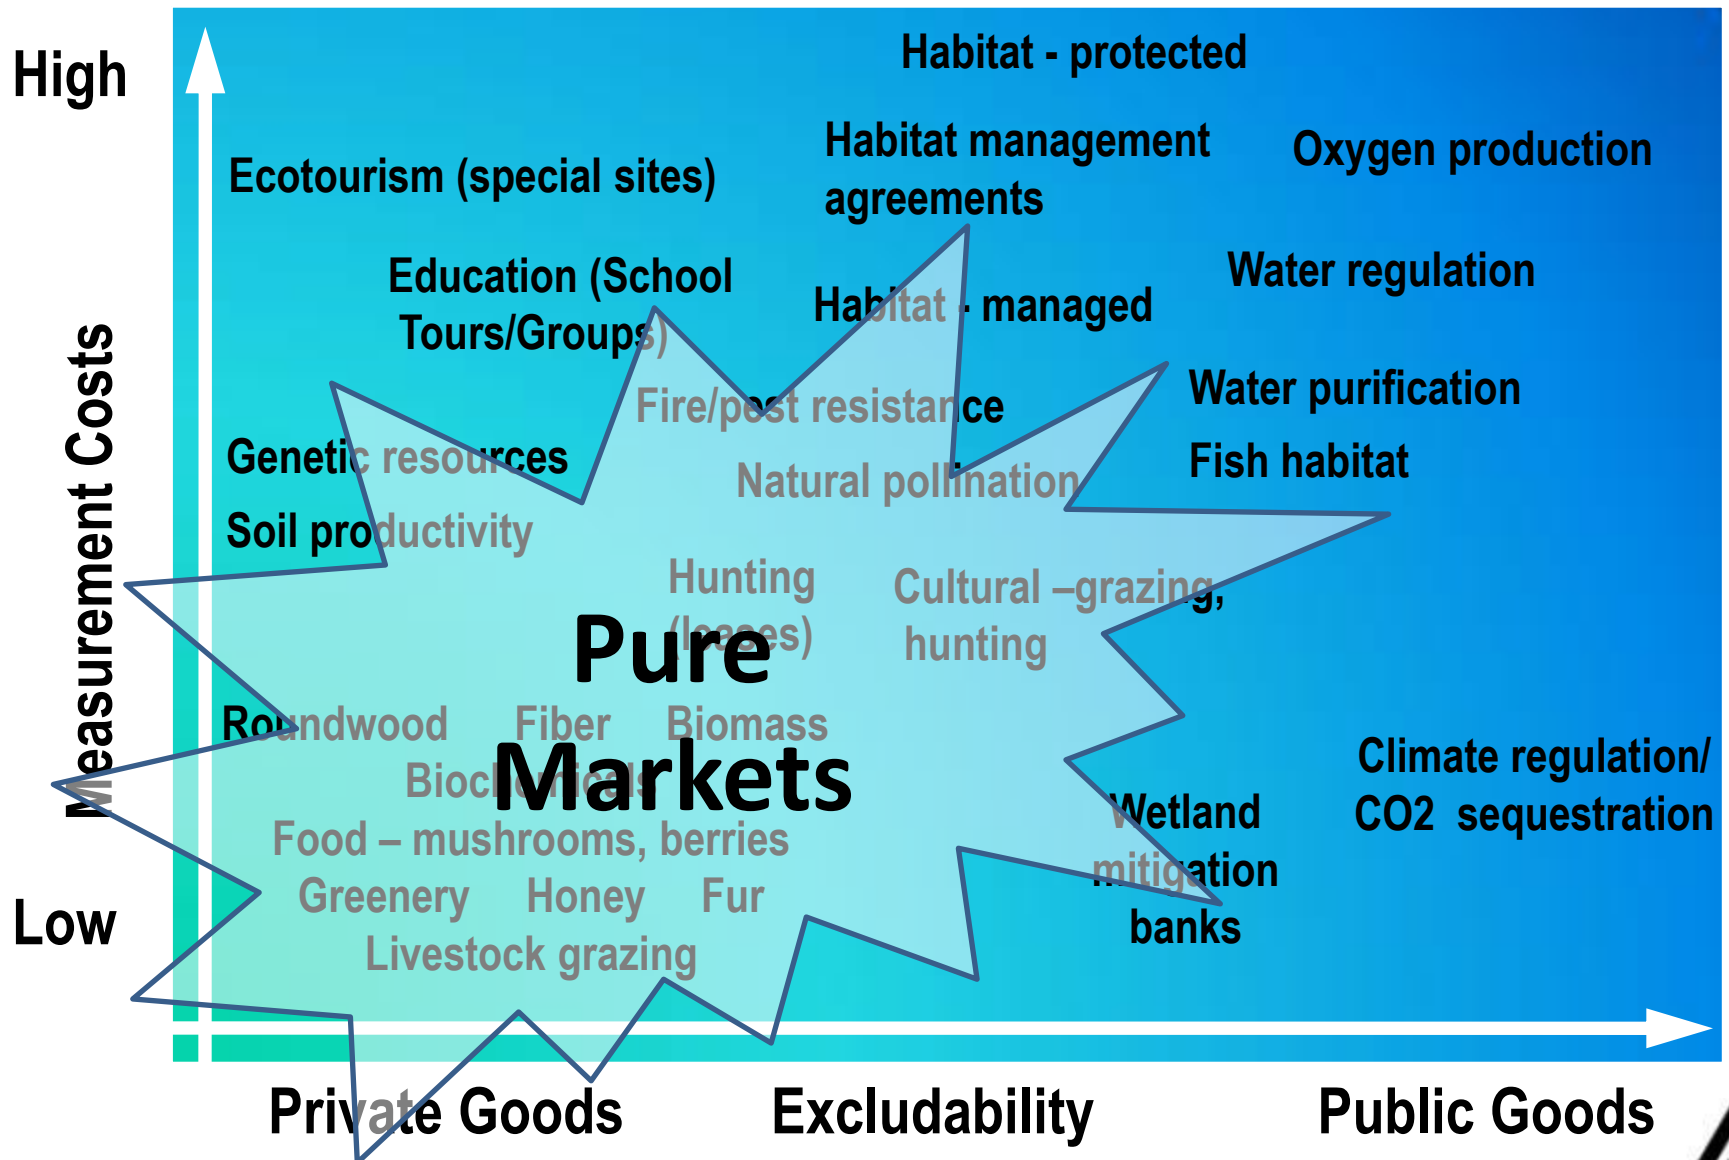 High
Habitat - protected
Habitat management
agreements
Oxygen production
Ecotourism (special sites)
Education (School
Tours/Groups)
Water regulation
Habitat - managed
Measurement Costs
Fire/pest resistance
Water purification
Genetic resources
Natural pollination
Fish habitat
Soil productivity
Hunting
(leases)
Cultural –grazing,
hunting
Pure
Markets
Roundwood Fiber Biomass
Biochemicals
Food – mushrooms, berries
Greenery Honey Fur
Livestock grazing
Wetland
mitigation
banks
Climate regulation/
CO2 sequestration
Low
Private Goods Excludability Public Goods